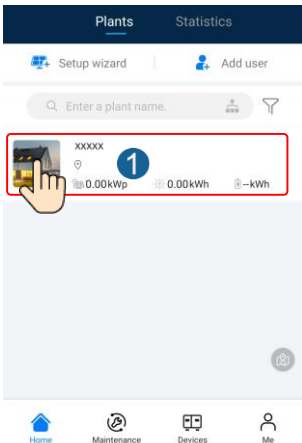 Plants Statistics
Setup wizard Add user
Enter a plant name.
xxxxx
1
0.00kWp 0.00kWh --kWh
Home Maintenance Devices Me